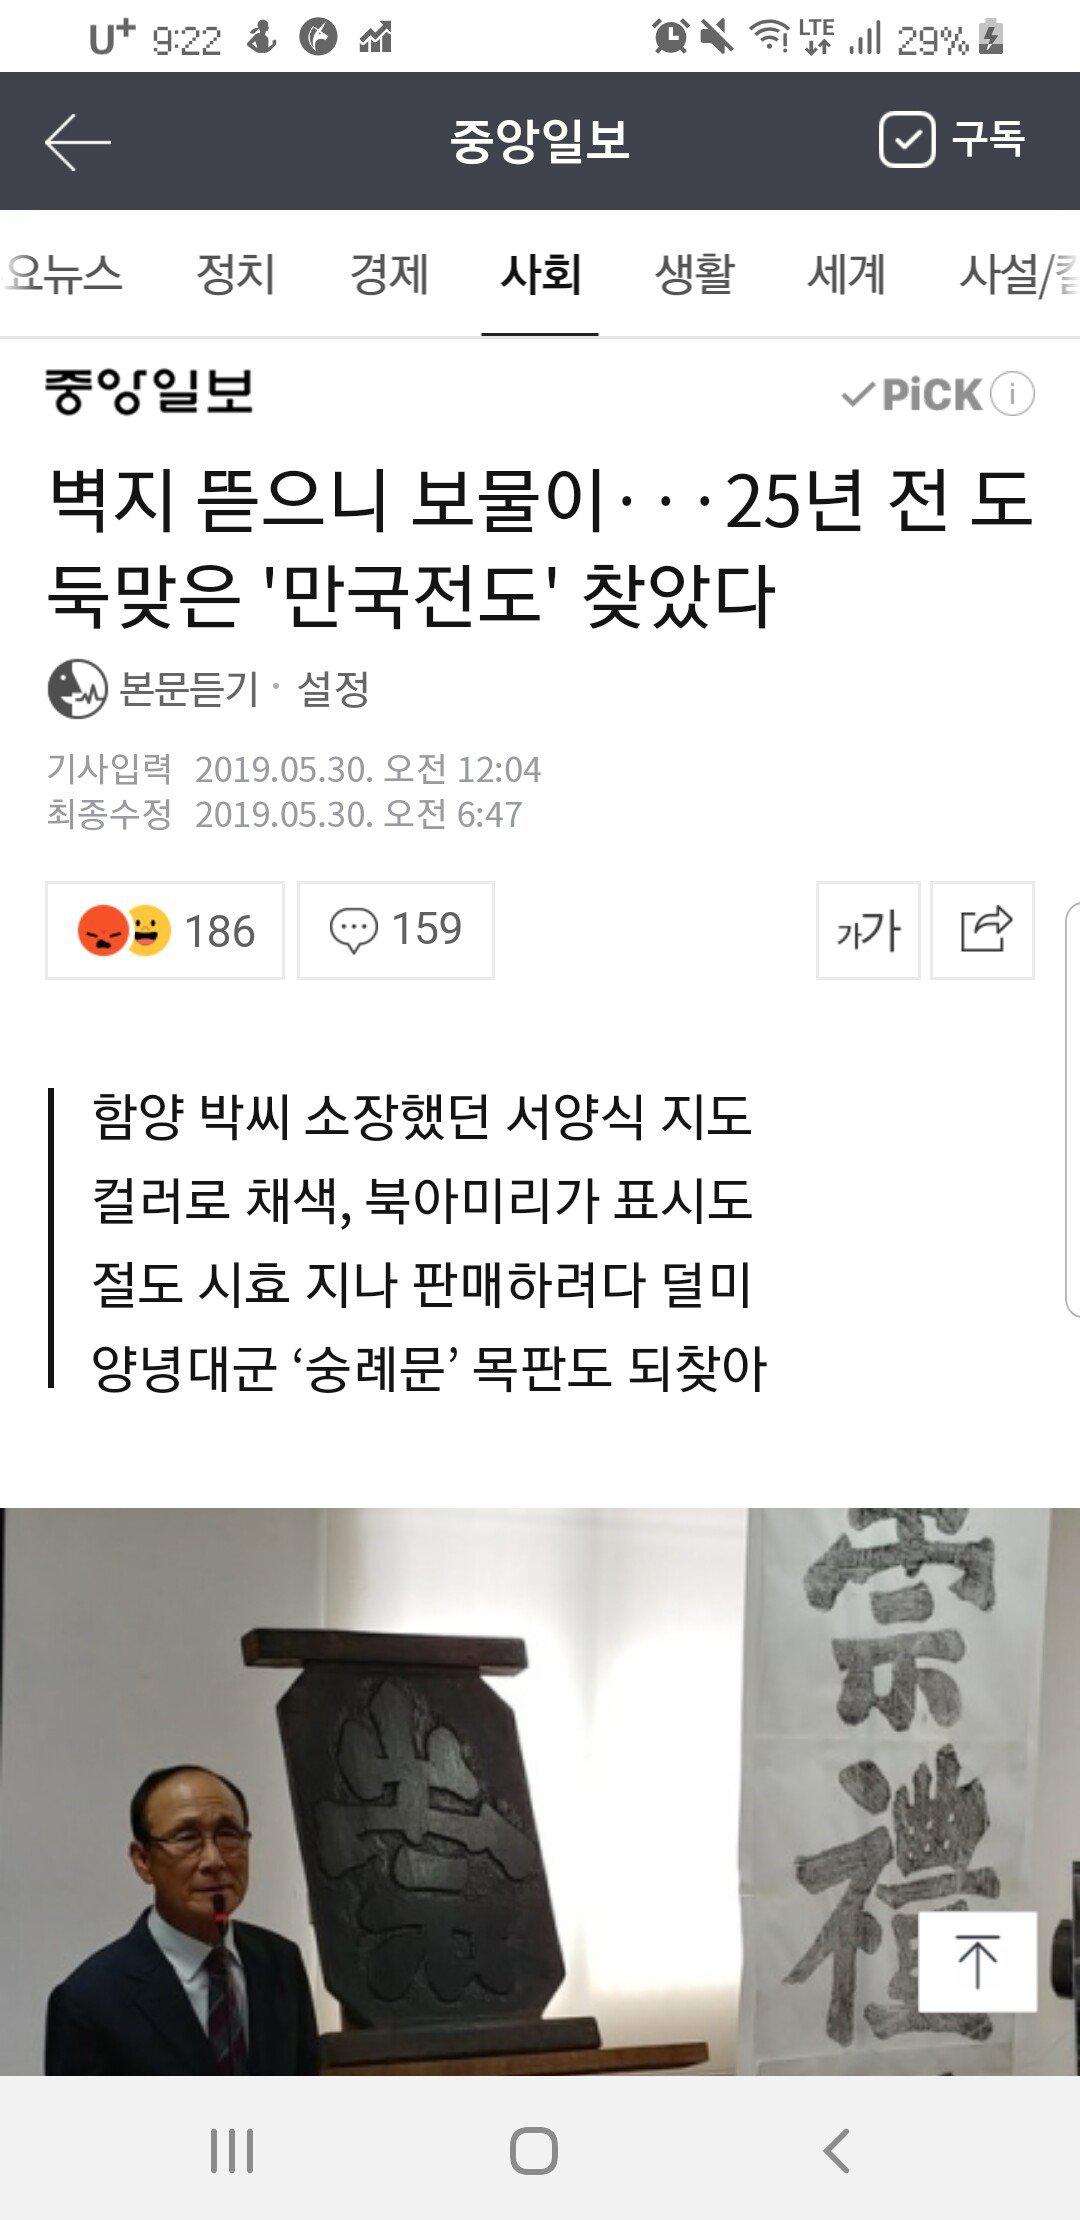 U+ 9:22 LTE 29%
중앙일보 구독
요뉴스 정치 경제 사회 생활 세계 사설/칼
중앙일보 PiCK i
벽지 뜯으니 보물이···25년 전 도
둑맞은 '만국전도' 찾았다
본문듣기 · 설정
기사입력 2019.05.30. 오전 12:04
최종수정 2019.05.30. 오전 6:47
186 159 가가
함양 박씨 소장했던 서양식 지도
컬러로 채색, 북아미리가 표시도
절도 시효 지나 판매하려다 덜미
양녕대군 ‘숭례문’ 목판도 되찾아
崇
崇
禮